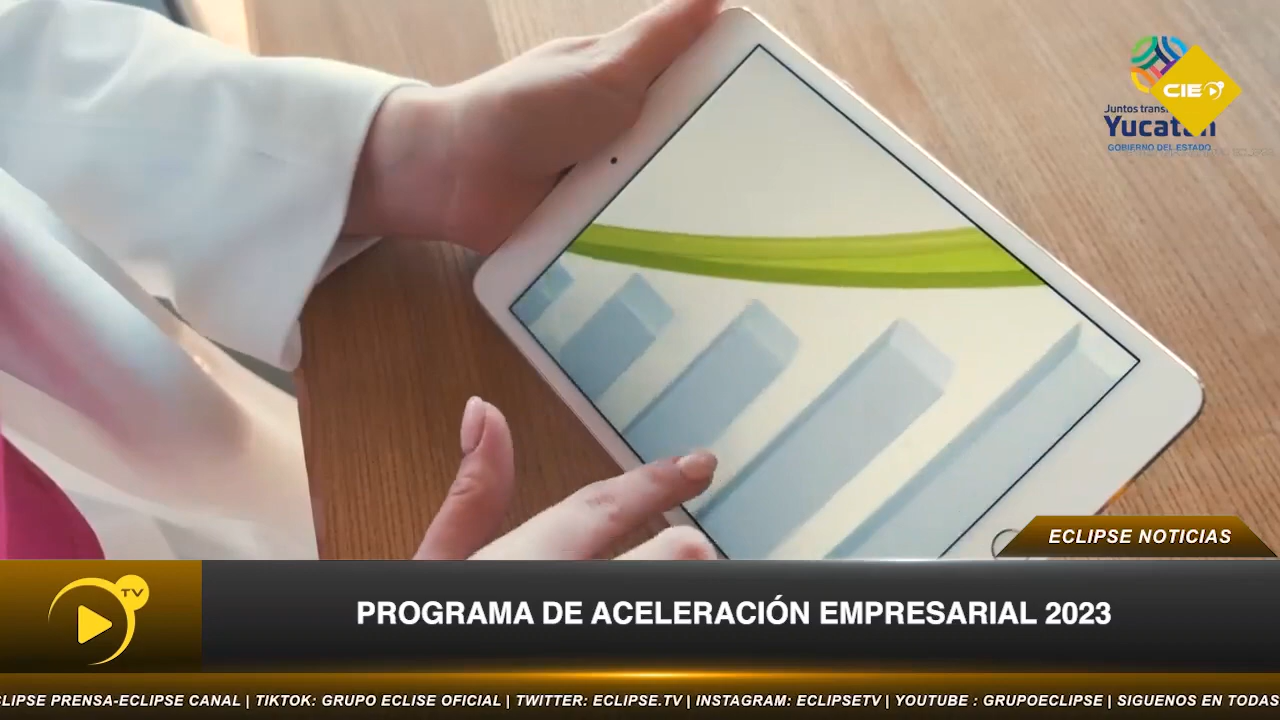 CIE
Juntos
Yucatán
GOBIERNO DEL ESTADO
ECLIPSE NOTICIAS
TV
PROGRAMA DE ACELERACIÓN EMPRESARIAL 2023
CLIPSE PRENSA-ECLIPSE CANAL | TIKTOK: GRUPO ECLISE OFICIAL | TWITTER: ECLIPSE.TV | INSTAGRAM: ECLIPSETV | YOUTUBE : GRUPOECLIPSE | SIGUENOS EN TODAS